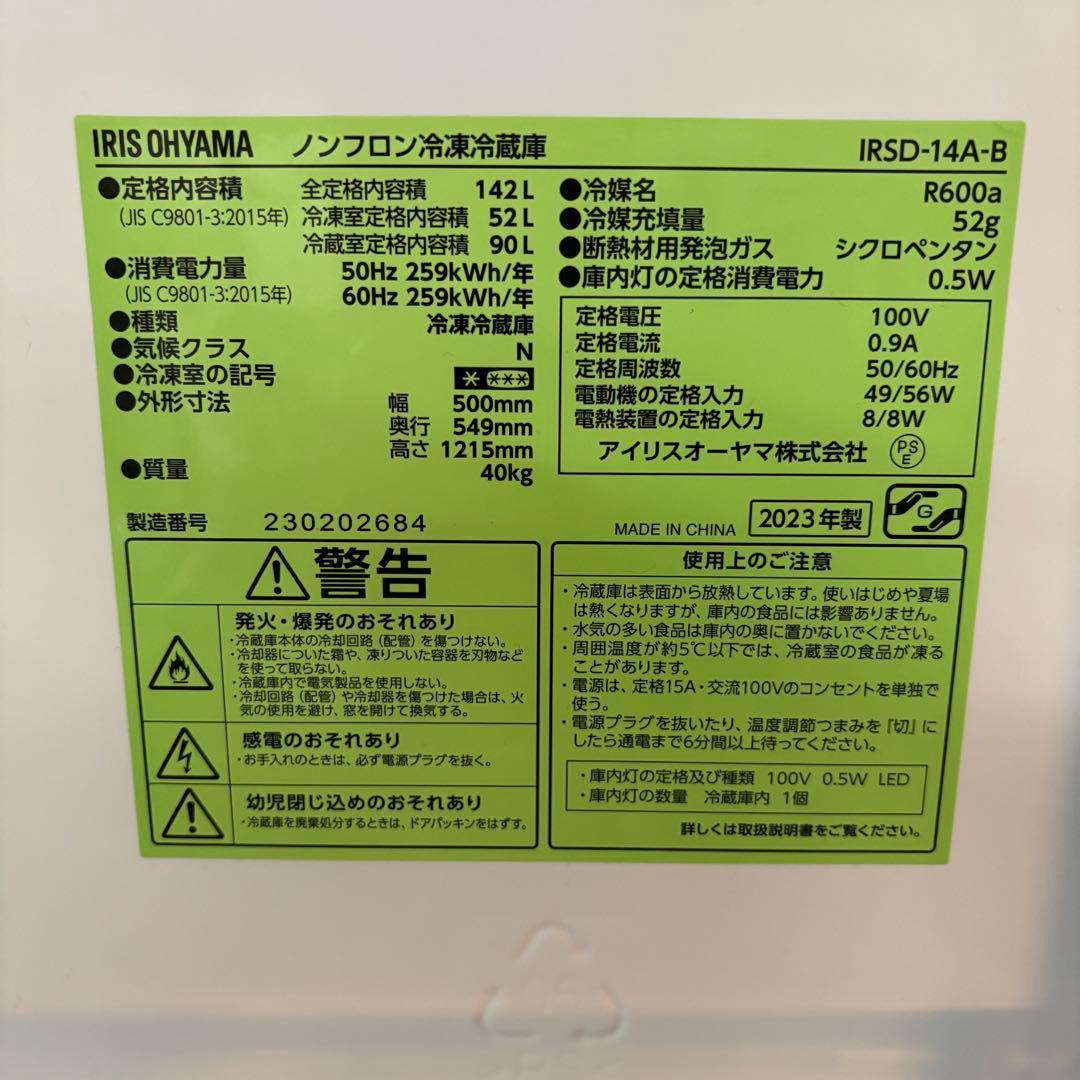 IRIS OHYAMA ノンフロン冷凍冷蔵庫 IRSD-14A-B
●定格内容積 全定格内容積 142L
(JIS C9801-3:2015年) 冷凍室定格内容積 52L
冷蔵室定格内容積 90L
●消費電力量 50Hz 259kWh/年
(JIS C9801-3:2015年) 60Hz 259kWh/年
●種類 冷凍冷蔵庫
●気候クラス N
●冷凍室の記号
●外形寸法 幅 500mm
奥行 549mm
高さ 1215mm
●質量 40kg
製造番号 230202684
●冷媒名 R600a
●冷媒充填量 52g
●断熱材用発泡ガス シクロペンタン
●庫内灯の定格消費電力 0.5W
定格電圧 100V
定格電流 0.9A
定格周波数 50/60Hz
電動機の定格入力 49/56W
電熱装置の定格入力 8/8W
アイリスオーヤマ株式会社 PSE
MADE IN CHINA 2023年製 G
警告
発火・爆発のおそれあり
・冷蔵庫本体の冷却回路（配管）を傷つけない。
・冷却器についた霜や、凍りついた容器を刃物など
を使って取らない。
・冷蔵庫内で電気製品を使用しない。
・冷却回路（配管）や冷却器を傷つけた場合は、火
気の使用を避け、窓を開けて換気する。
感電のおそれあり
・お手入れのときは、必ず電源プラグを抜く。
幼児閉じ込めのおそれあり
・冷蔵庫を廃棄処分するときは、ドアパッキンをはずす。
使用上のご注意
・冷蔵庫は表面から放熱しています。使いはじめや夏場
は熱くなりますが、庫内の食品には影響ありません。
・水気の多い食品は庫内の奥に置かないでください。
・周囲温度が約5℃以下では、冷蔵室の食品が凍る
ことがあります。
・電源は、定格15A・交流100Vのコンセントを単独で
使う。
・電源プラグを抜いたり、温度調節つまみを『切』に
したら通電まで6分間以上待ってください。
・庫内灯の定格及び種類 100V 0.5W LED
・庫内灯の数量 冷蔵庫内 1個
詳しくは取扱説明書をご覧ください。